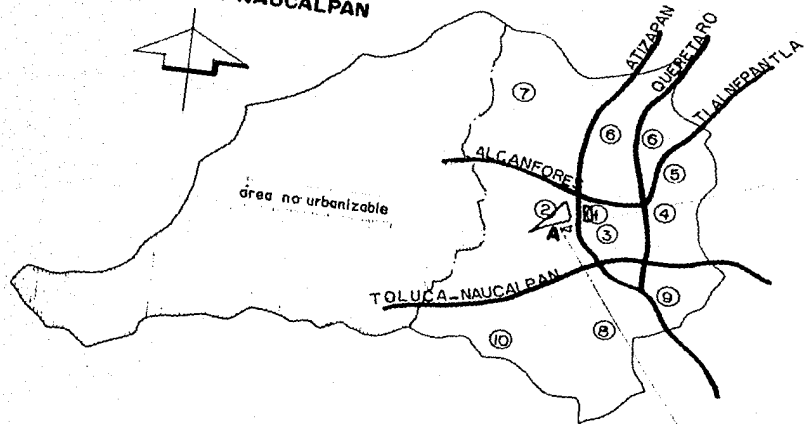 NAUCALPAN
ATIZAPAN
QUERETARO
TLALNEPANTLA
7
6
6
ALCANFORES
5
área no urbanizable
2
1
4
A
3
TOLUCA-NAUCALPAN
9
8
10